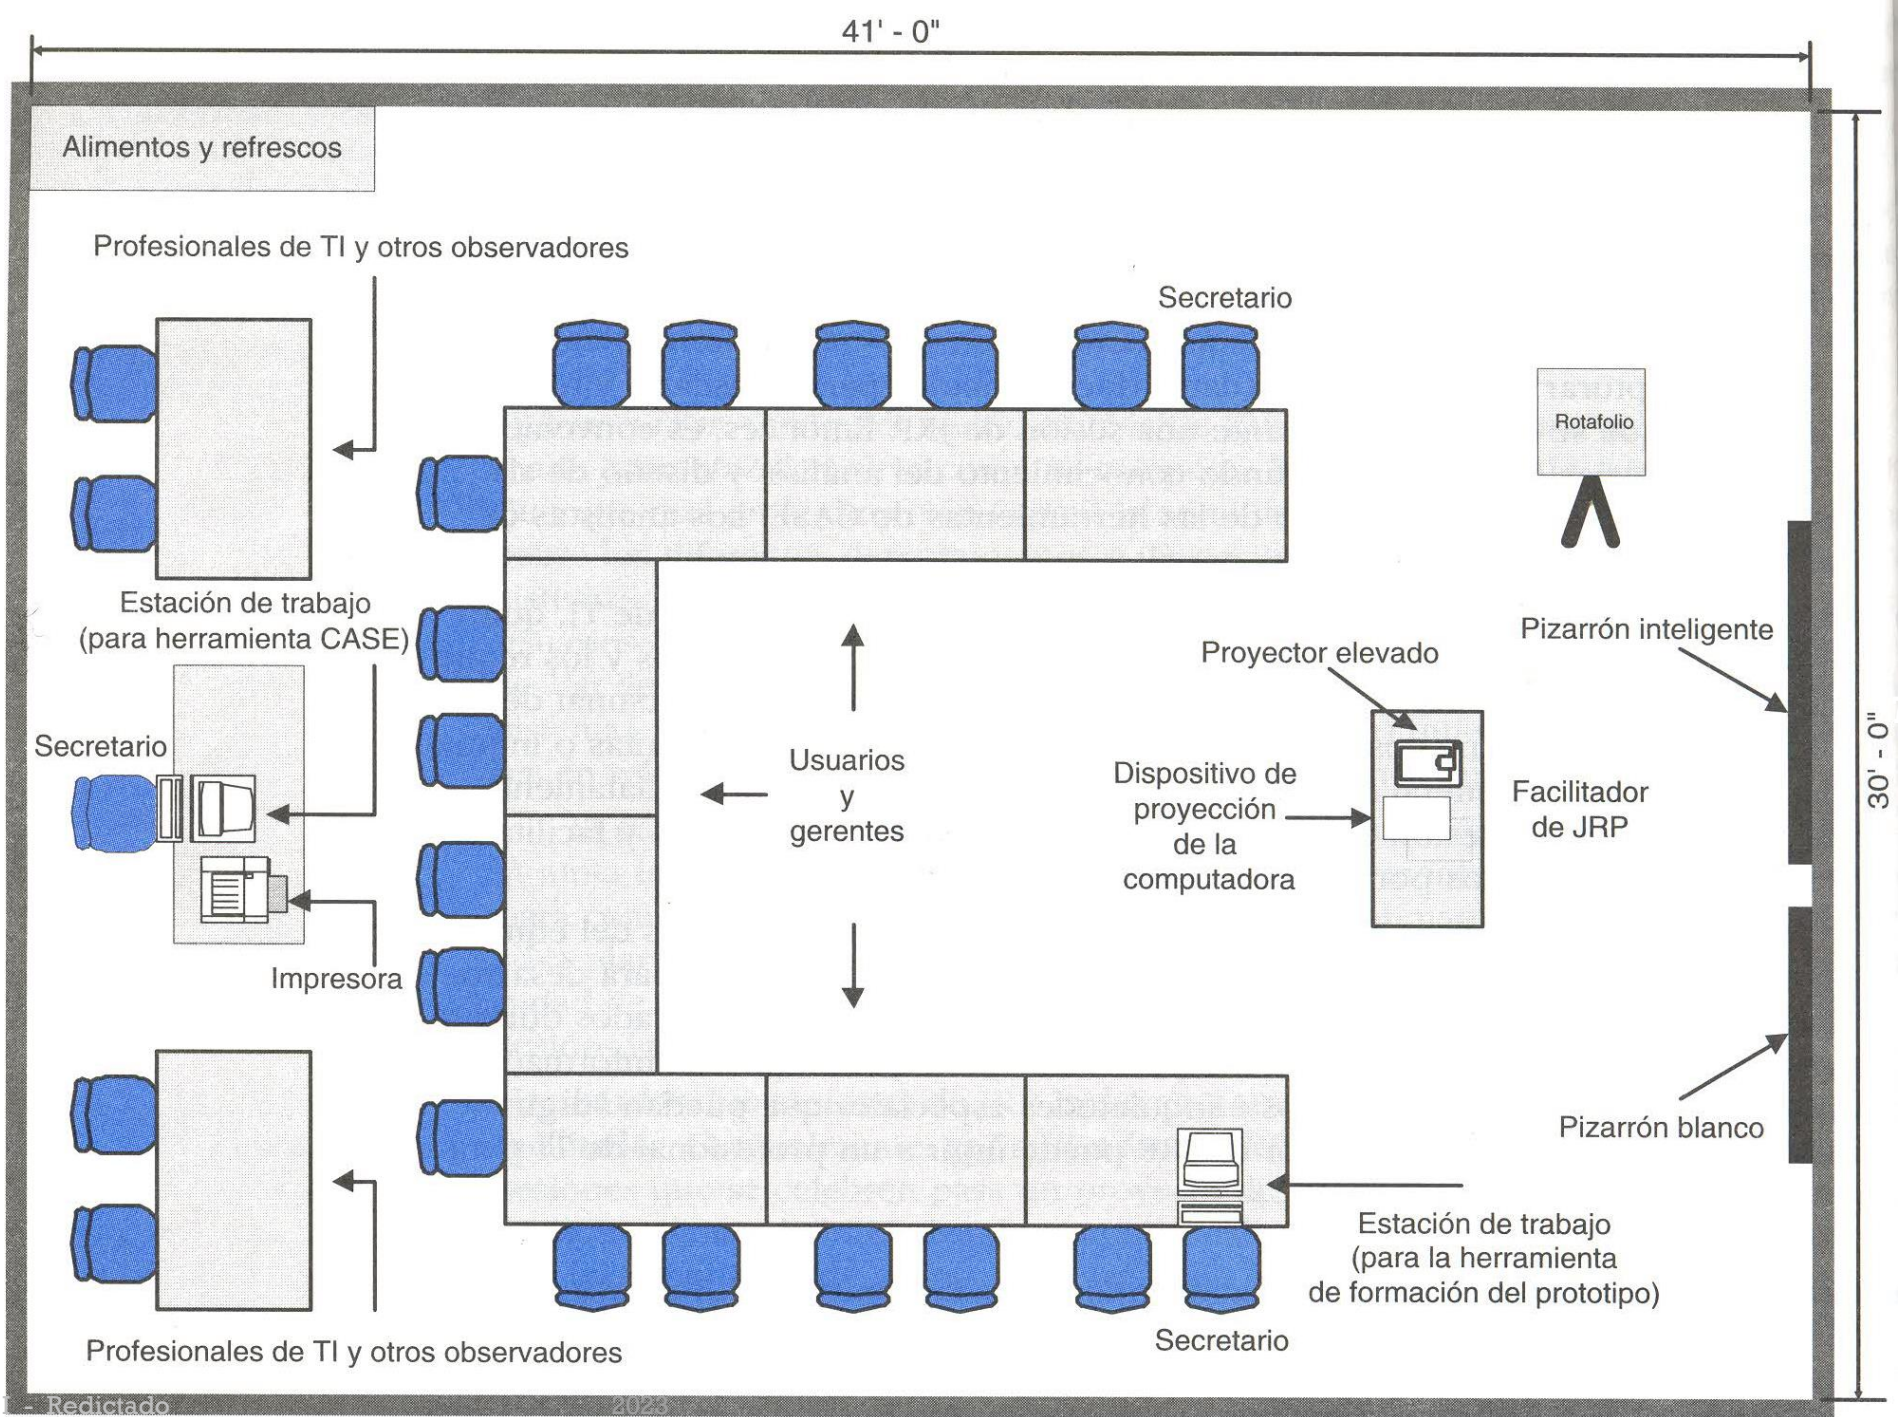 41' - 0"
Alimentos y refrescos
Profesionales de TI y otros observadores
Secretario
Rotafolio
Estación de trabajo
(para herramienta CASE)
Pizarrón inteligente
Proyector elevado
Secretario
Usuarios
y
gerentes
Dispositivo de
proyección
de la
computadora
Facilitador
de JRP
30' - 0"
Impresora
Pizarrón blanco
Estación de trabajo
(para la herramienta
de formación del prototipo)
Secretario
Profesionales de TI y otros observadores
I - Redictado
2023